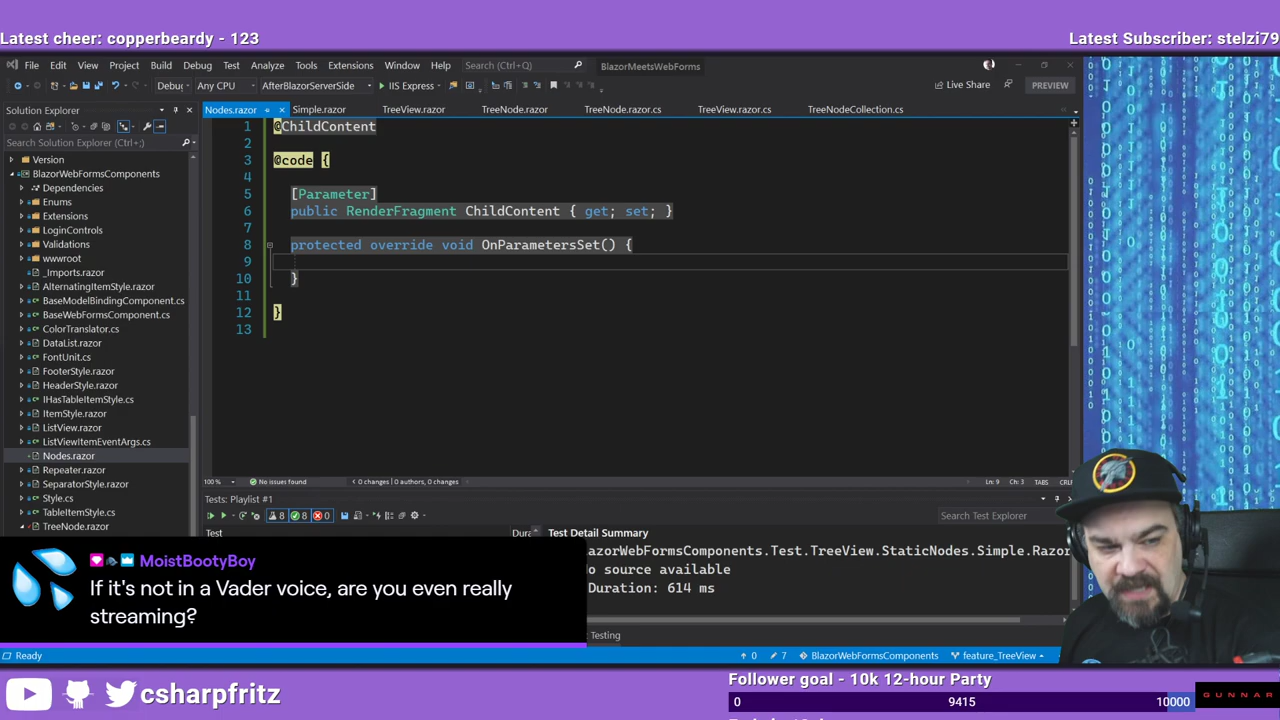 Latest cheer: copperbeardy - 123
Latest Subscriber: stelzi79
File Edit View Project Build Debug Test Analyze Tools Extensions Window Help Search (Ctrl+Q) BlazorMeetsWebForms
Debug Any CPU AfterBlazorServerSide IIS Express Live Share PREVIEW
Solution Explorer
Nodes.razor Simple.razor TreeView.razor TreeNode.razor TreeNode.razor.cs TreeView.razor.cs TreeNodeCollection.cs
Search Solution Explorer (Ctrl+;)
Version
BlazorWebFormsComponents
Dependencies
Enums
Extensions
LoginControls
Validations
wwwroot
_Imports.razor
AlternatingItemStyle.razor
BaseModelBindingComponent.cs
BaseWebFormsComponent.cs
ColorTranslator.cs
DataList.razor
FontUnit.cs
FooterStyle.razor
HeaderStyle.razor
IHasTableItemStyle.cs
ItemStyle.razor
ListView.razor
ListViewItemEventArgs.cs
Nodes.razor
Repeater.razor
SeparatorStyle.razor
Style.cs
TableItemStyle.cs
TreeNode.razor
1 @ChildContent
2
3 @code {
4
5 [Parameter]
6 public RenderFragment ChildContent { get; set; }
7
8 protected override void OnParametersSet() {
9
10 }
11
12 }
13
100 % No issues found 0 changes | 0 authors, 0 changes Ln: 9 Ch: 3 TABS CRLF
Tests: Playlist #1
8 8 0 Search Test Explorer
Test Dura Test Detail Summary
azorWebFormsComponents.Test.TreeView.StaticNodes.Simple.Razor
o source available
Duration: 614 ms
Testing
MoistBootyBoy
If it's not in a Vader voice, are you even really
streaming?
Ready 0 7 BlazorWebFormsComponents feature_TreeView
csharpfritz
Follower goal - 10k 12-hour Party
0 9415 10000
GUNNAR